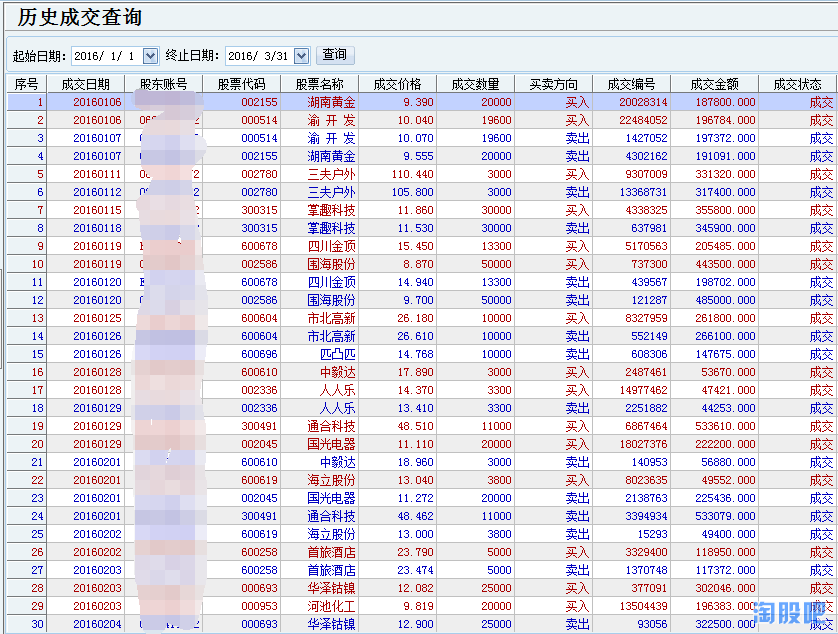 历史成交查询
起始日期: 2016/ 1/ 1 终止日期: 2016/ 3/31 查询
序号 成交日期 股东账号 股票代码 股票名称 成交价格 成交数量 买卖方向 成交编号 成交金额 成交状态
1 20160106 002155 湖南黄金 9.390 20000 买入 20028314 187800.000 成交
2 20160106 000514 渝 开 发 10.040 19600 买入 22484052 196784.000 成交
3 20160107 000514 渝 开 发 10.070 19600 卖出 1427052 197372.000 成交
4 20160107 002155 湖南黄金 9.555 20000 卖出 4302162 191091.000 成交
5 20160111 002780 三夫户外 110.440 3000 买入 9307009 331320.000 成交
6 20160112 002780 三夫户外 105.800 3000 卖出 13368731 317400.000 成交
7 20160115 300315 掌趣科技 11.860 30000 买入 4338325 355800.000 成交
8 20160118 300315 掌趣科技 11.530 30000 卖出 637981 345900.000 成交
9 20160119 600678 四川金顶 15.450 13300 买入 5170563 205485.000 成交
10 20160119 002586 围海股份 8.870 50000 买入 737300 443500.000 成交
11 20160120 600678 四川金顶 14.940 13300 卖出 439567 198702.000 成交
12 20160120 002586 围海股份 9.700 50000 卖出 121287 485000.000 成交
13 20160125 600604 市北高新 26.180 10000 买入 8327959 261800.000 成交
14 20160126 600604 市北高新 26.610 10000 卖出 552149 266100.000 成交
15 20160126 600696 匹凸匹 14.768 10000 卖出 608306 147675.000 成交
16 20160128 600610 中毅达 17.890 3000 买入 2487461 53670.000 成交
17 20160128 002336 人人乐 14.370 3300 买入 14977462 47421.000 成交
18 20160129 002336 人人乐 13.410 3300 卖出 2251882 44253.000 成交
19 20160129 300491 通合科技 48.510 11000 买入 6867464 533610.000 成交
20 20160129 002045 国光电器 11.110 20000 买入 18027376 222200.000 成交
21 20160201 600610 中毅达 18.960 3000 卖出 140953 56880.000 成交
22 20160201 600619 海立股份 13.040 3800 买入 8023635 49552.000 成交
23 20160201 002045 国光电器 11.272 20000 卖出 2138763 225436.000 成交
24 20160201 300491 通合科技 48.462 11000 卖出 3394934 533079.000 成交
25 20160202 600619 海立股份 13.000 3800 卖出 15293 49400.000 成交
26 20160202 600258 首旅酒店 23.790 5000 买入 3329400 118950.000 成交
27 20160203 600258 首旅酒店 23.474 5000 卖出 1370748 117372.000 成交
28 20160203 000693 华泽钴镍 12.082 25000 买入 377091 302046.000 成交
29 20160203 000953 河池化工 9.819 20000 买入 13504439 196383.000 成交
30 20160204 000693 华泽钴镍 12.900 25000 卖出 93056 322500.000 成交
淘股吧